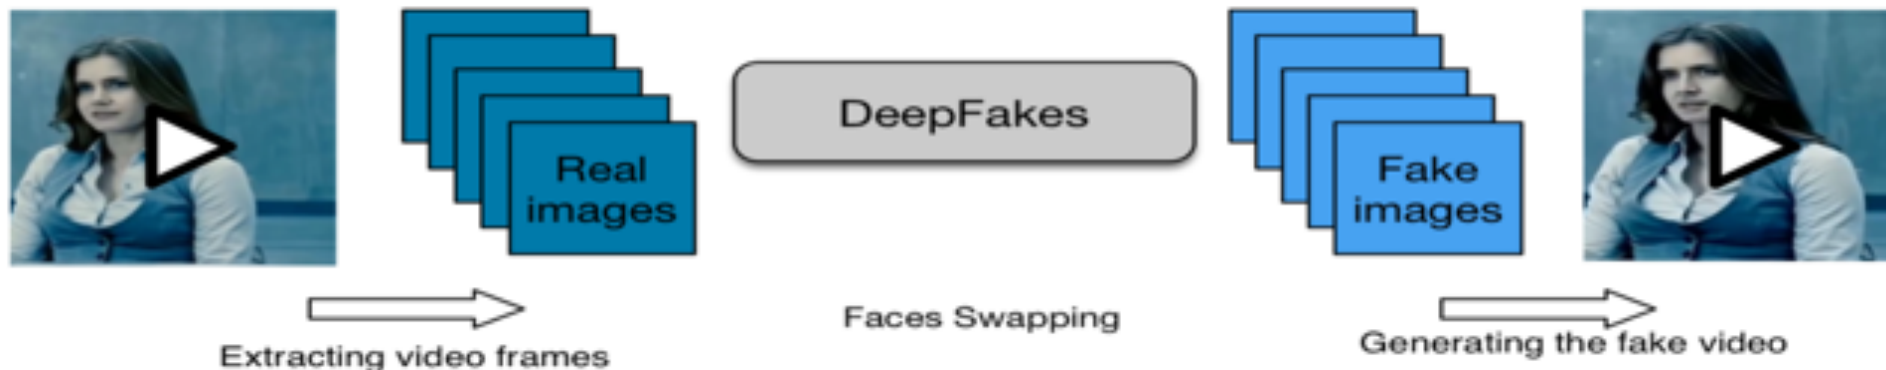 Real
images
DeepFakes
Fake
images
Extracting video frames
Faces Swapping
Generating the fake video